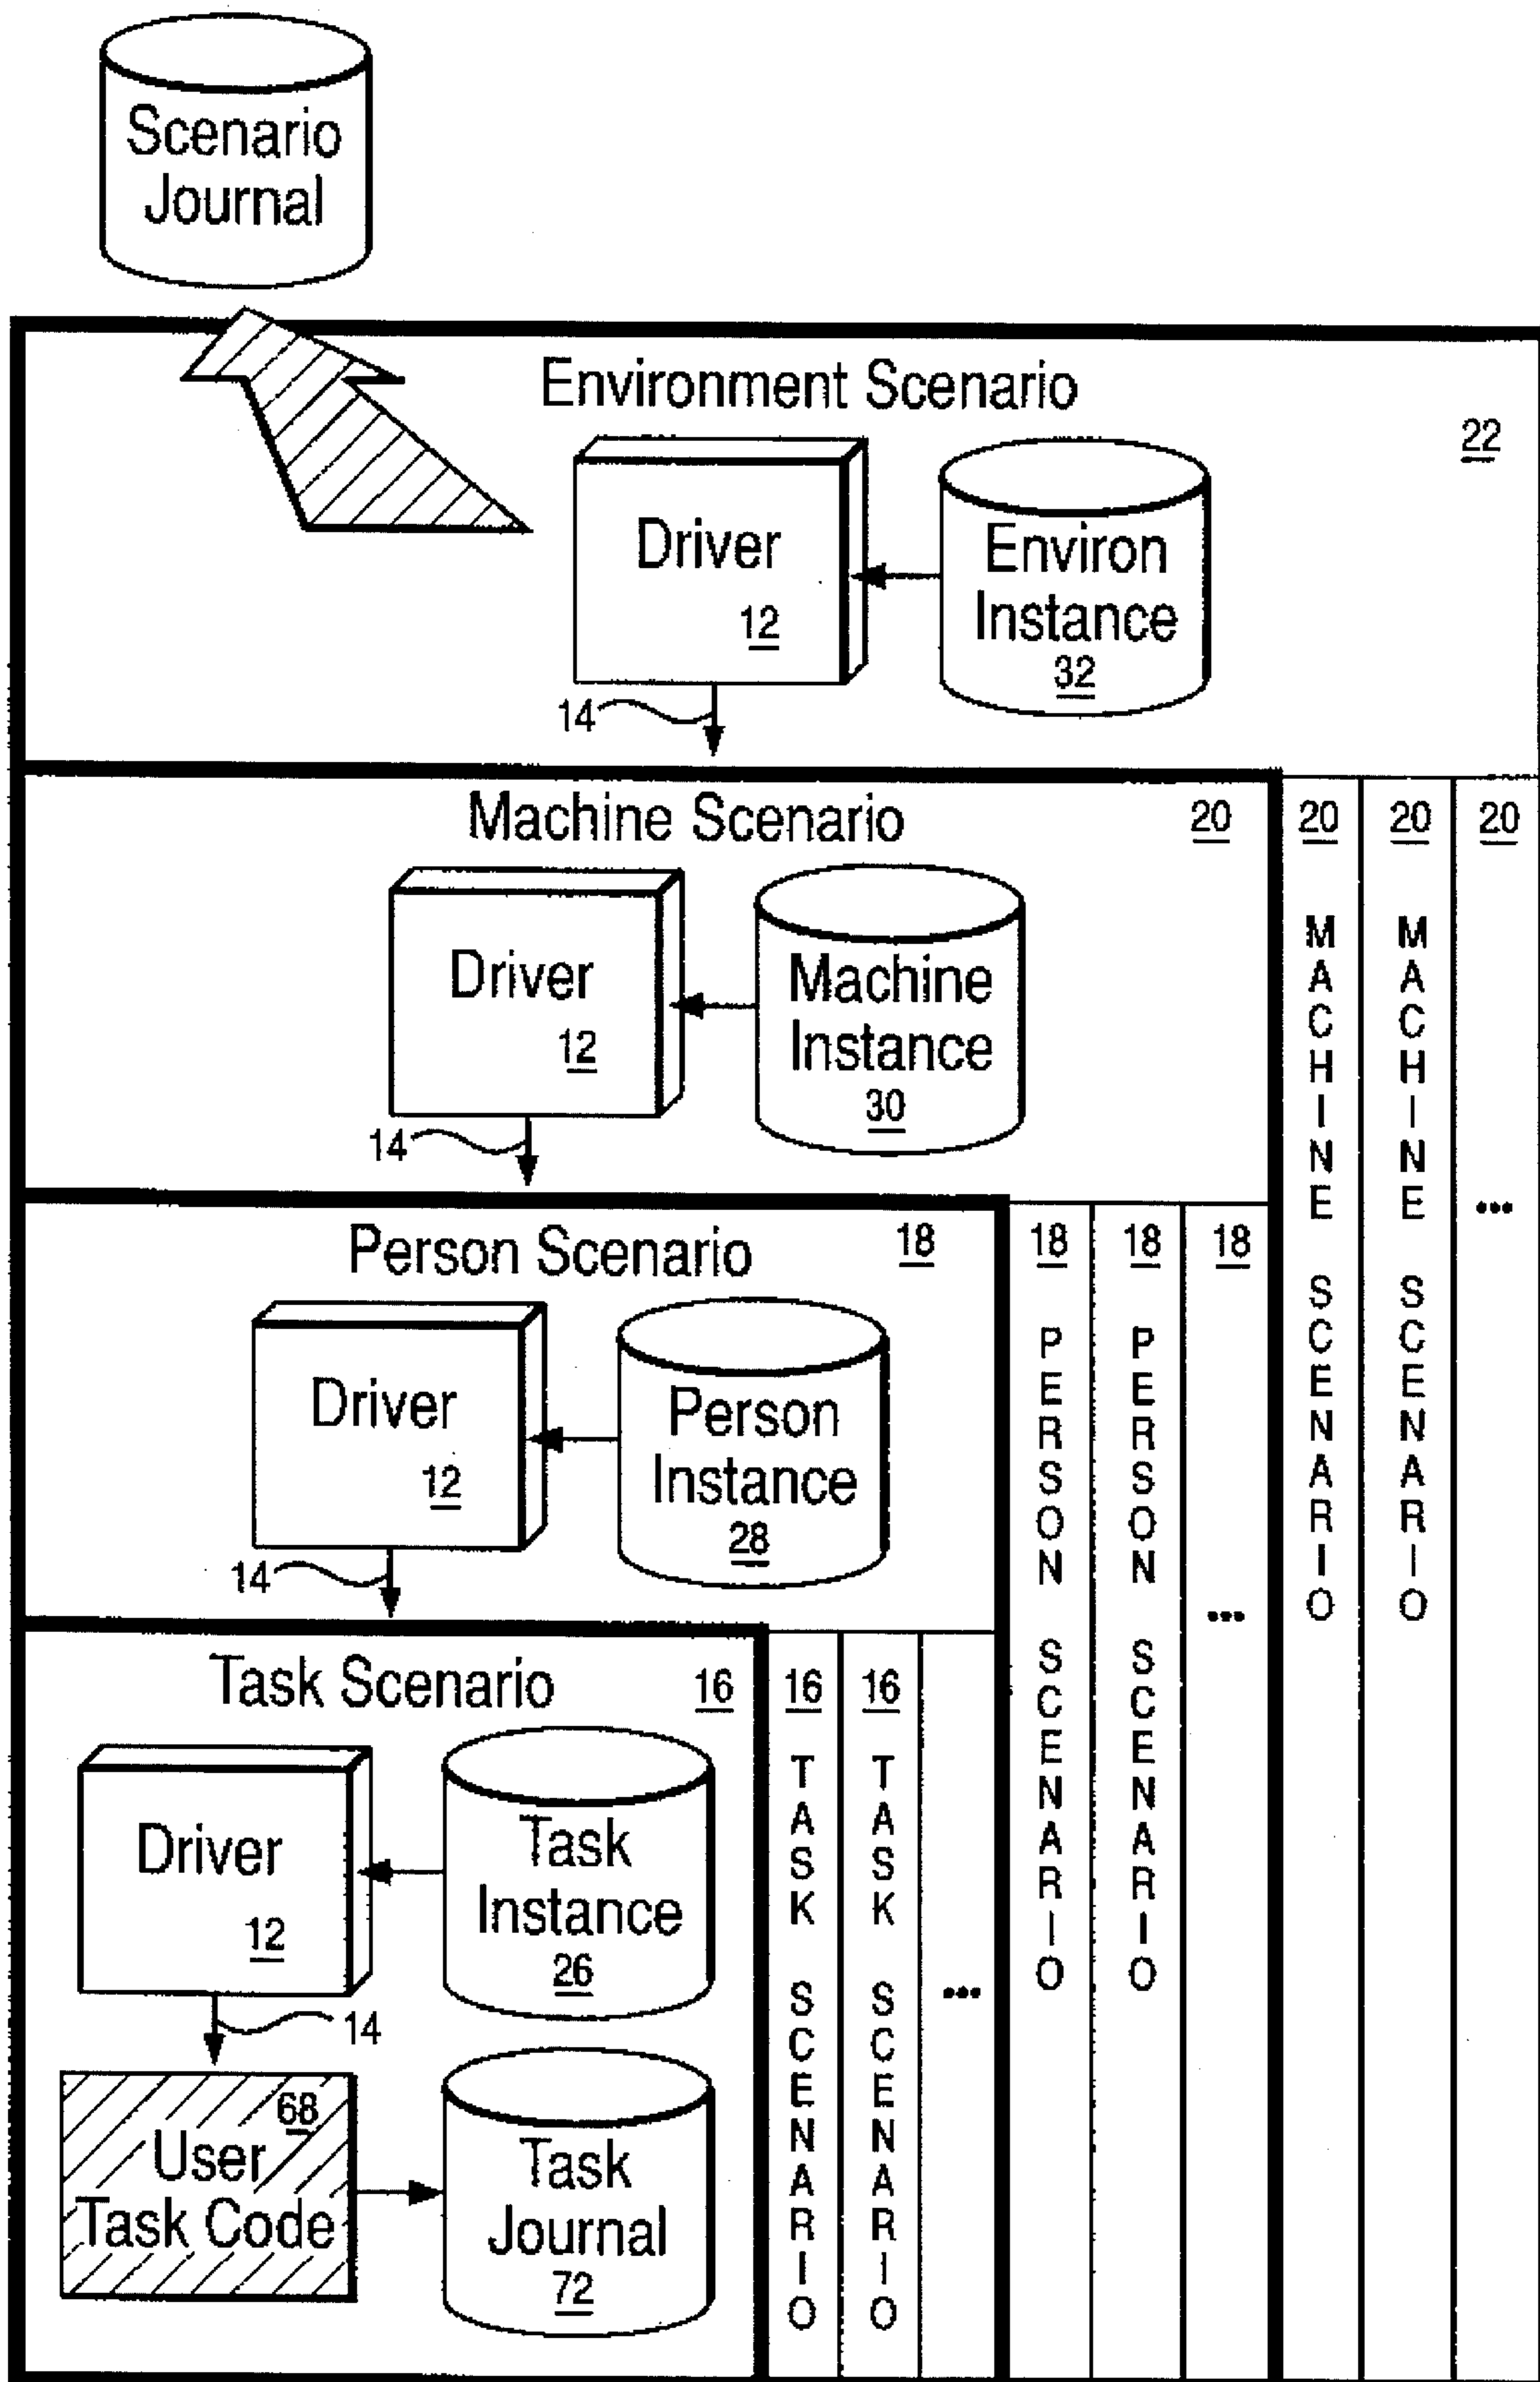 Scenario
Journal
Environment Scenario
22
Driver
12
Environ
Instance
32
14
Machine Scenario
20
20
20
20
Driver
12
Machine
Instance
30
14
MACHINE SCENARIO
MACHINE SCENARIO
...
Person Scenario
18
18
18
18
Driver
12
Person
Instance
28
14
PERSON SCENARIO
PERSON SCENARIO
...
Task Scenario
16
16
16
Driver
12
Task
Instance
26
14
TASK SCENARIO
TASK SCENARIO
...
68
User
Task Code
Task
Journal
72